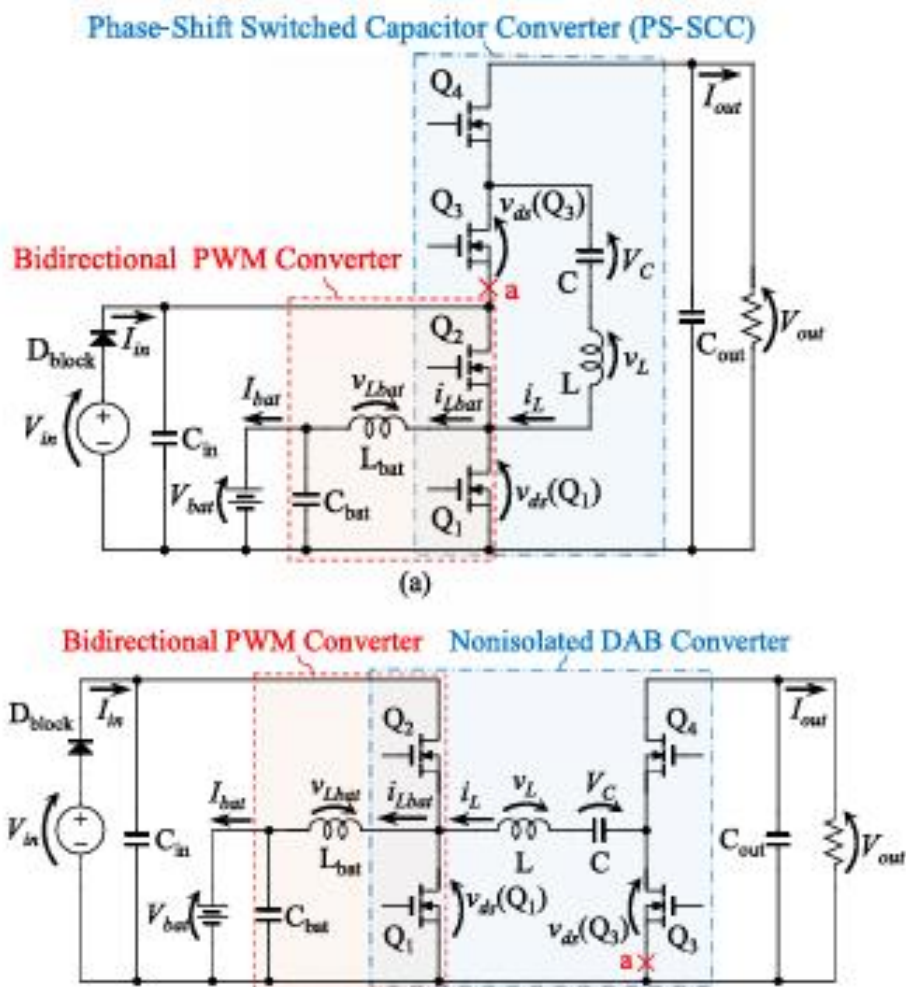 Phase-Shift Switched Capacitor Converter (PS-SCC)
Q4
Iout
Q3
vds(Q3)
Bidirectional PWM Converter
a
C
VC
Dblock
Iin
Q2
Cout
Vout
Vin
Cin
Ibat
vLbat
iLbat
iL
L
vL
Lbat
Vbat
Cbat
Q1
vds(Q1)
(a)
Bidirectional PWM Converter
Nonisolated DAB Converter
Dblock
Iin
Q2
Q4
Iout
Ibat
vLbat
iLbat
iL
vL
VC
Vin
Cin
Lbat
L
C
Cout
Vout
Vbat
Cbat
Q1
vds(Q1)
vds(Q3)
Q3
a